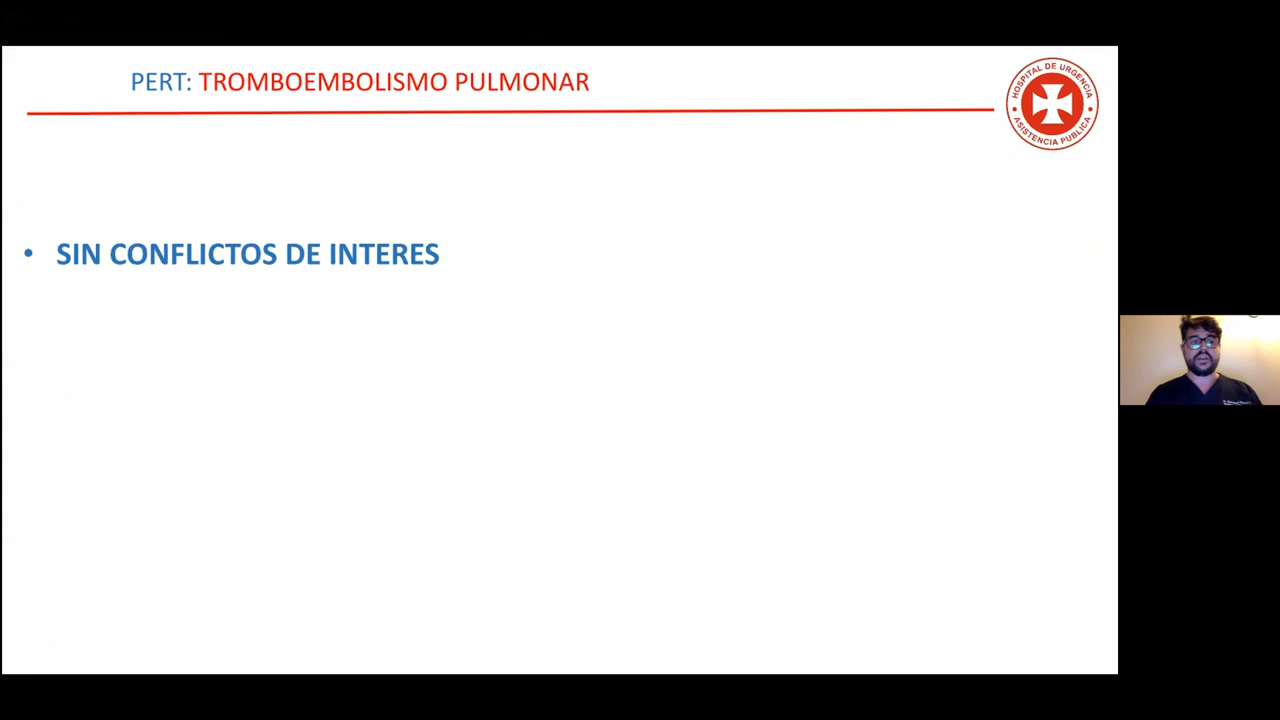 PERT: TROMBOEMBOLISMO PULMONAR
HOSPITAL DE URGENCIA
ASISTENCIA PUBLICA
• SIN CONFLICTOS DE INTERES